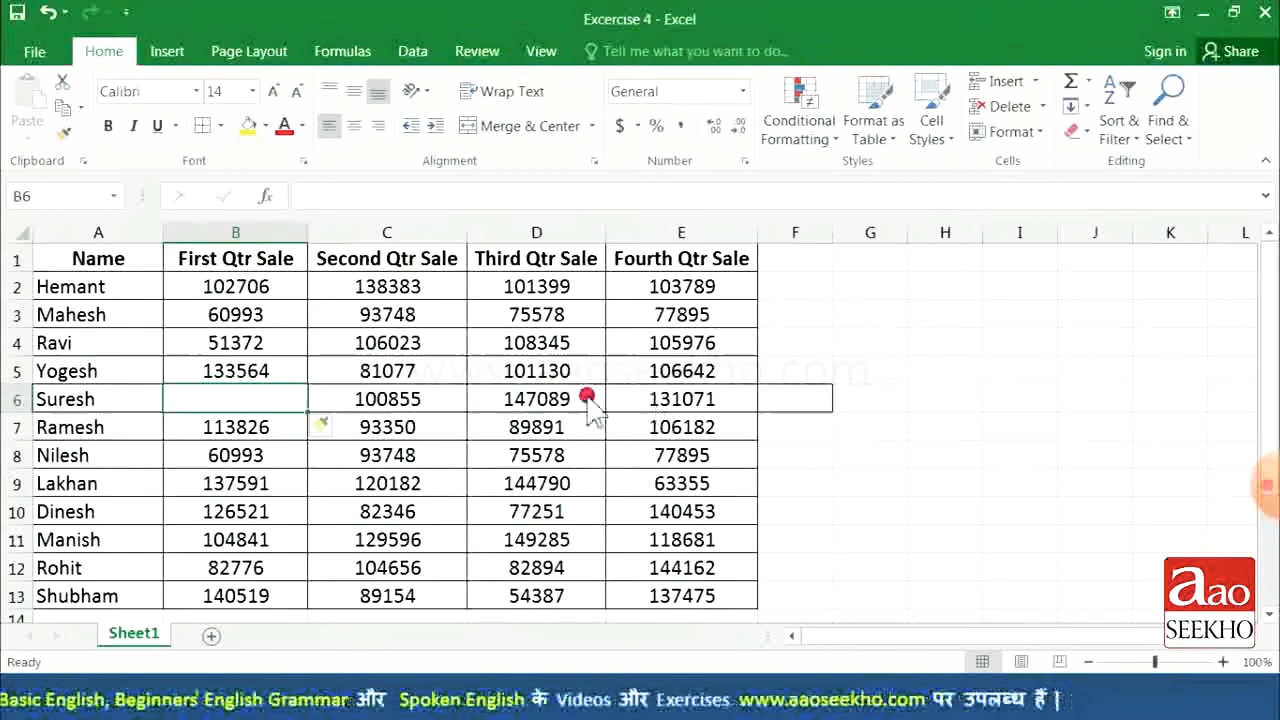 Excercise 4 - Excel
File Home Insert Page Layout Formulas Data Review View Tell me what you want to do... Sign in Share
Paste Calibri 14 Wrap Text General Conditional Formatting Format as Table Cell Styles Insert Sort & Filter Find & Select
B I U A Merge & Center $ % Delete
Format
Clipboard Font Alignment Number Styles Cells Editing
B6 fx
A B C D E F G H I J K L
1 Name First Qtr Sale Second Qtr Sale Third Qtr Sale Fourth Qtr Sale
2 Hemant 102706 138383 101399 103789
3 Mahesh 60993 93748 75578 77895
4 Ravi 51372 106023 108345 105976
5 Yogesh 133564 81077 101130 106642
6 Suresh 100855 147089 131071
7 Ramesh 113826 93350 89891 106182
8 Nilesh 60993 93748 75578 77895
9 Lakhan 137591 120182 144790 63355
10 Dinesh 126521 82346 77251 140453
11 Manish 104841 129596 149285 118681
12 Rohit 82776 104656 82894 144162
13 Shubham 140519 89154 54387 137475
14
Sheet1
aao
SEEKHO
Ready 100%
Basic English, Beginners' English Grammar और Spoken English के Videos और Exercises www.aaoseekho.com पर उपलब्ध हैं |